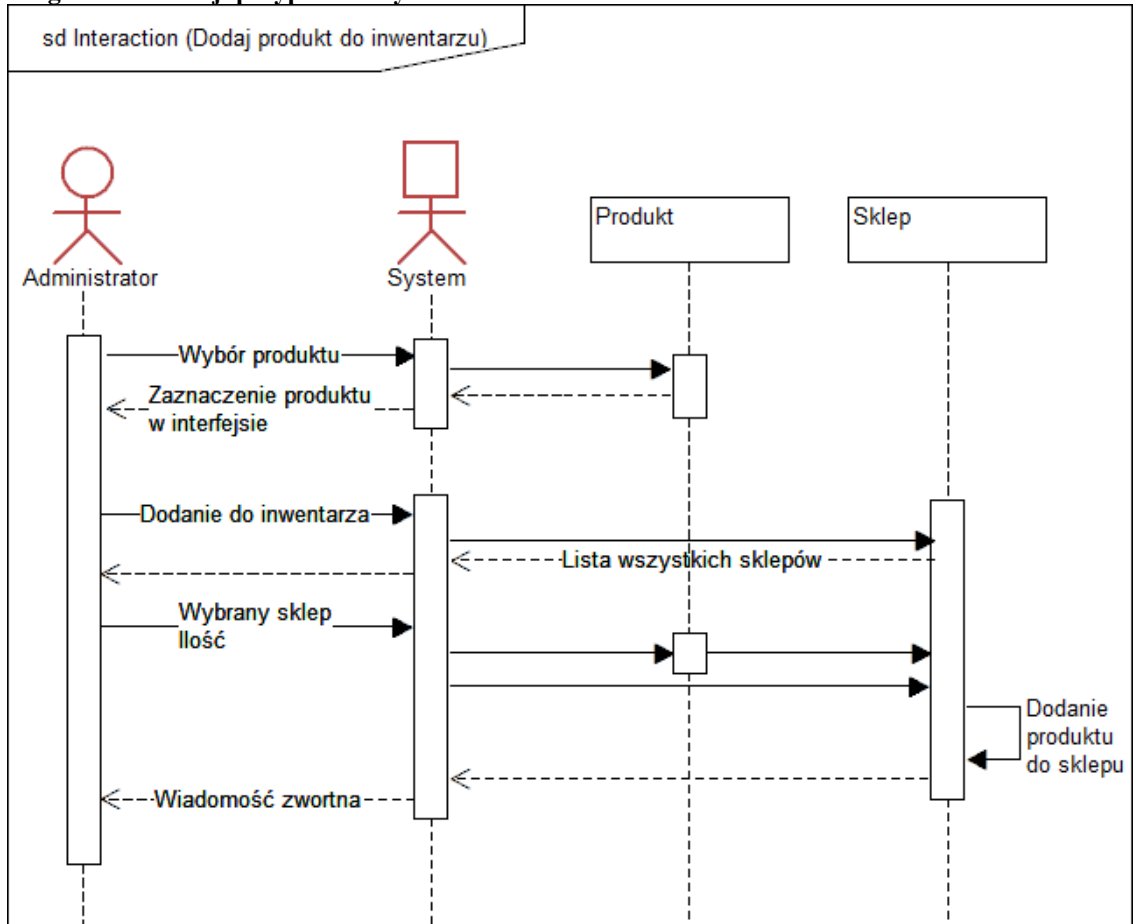 sd Interaction (Dodaj produkt do inwentarzu)
Produkt
Sklep
Administrator
System
Wybór produktu
Zaznaczenie produktu
w interfejsie
Dodanie do inwentarza
Lista wszystkich sklepów
Wybrany sklep
Ilość
Dodanie
produktu
do sklepu
Wiadomość zwortna